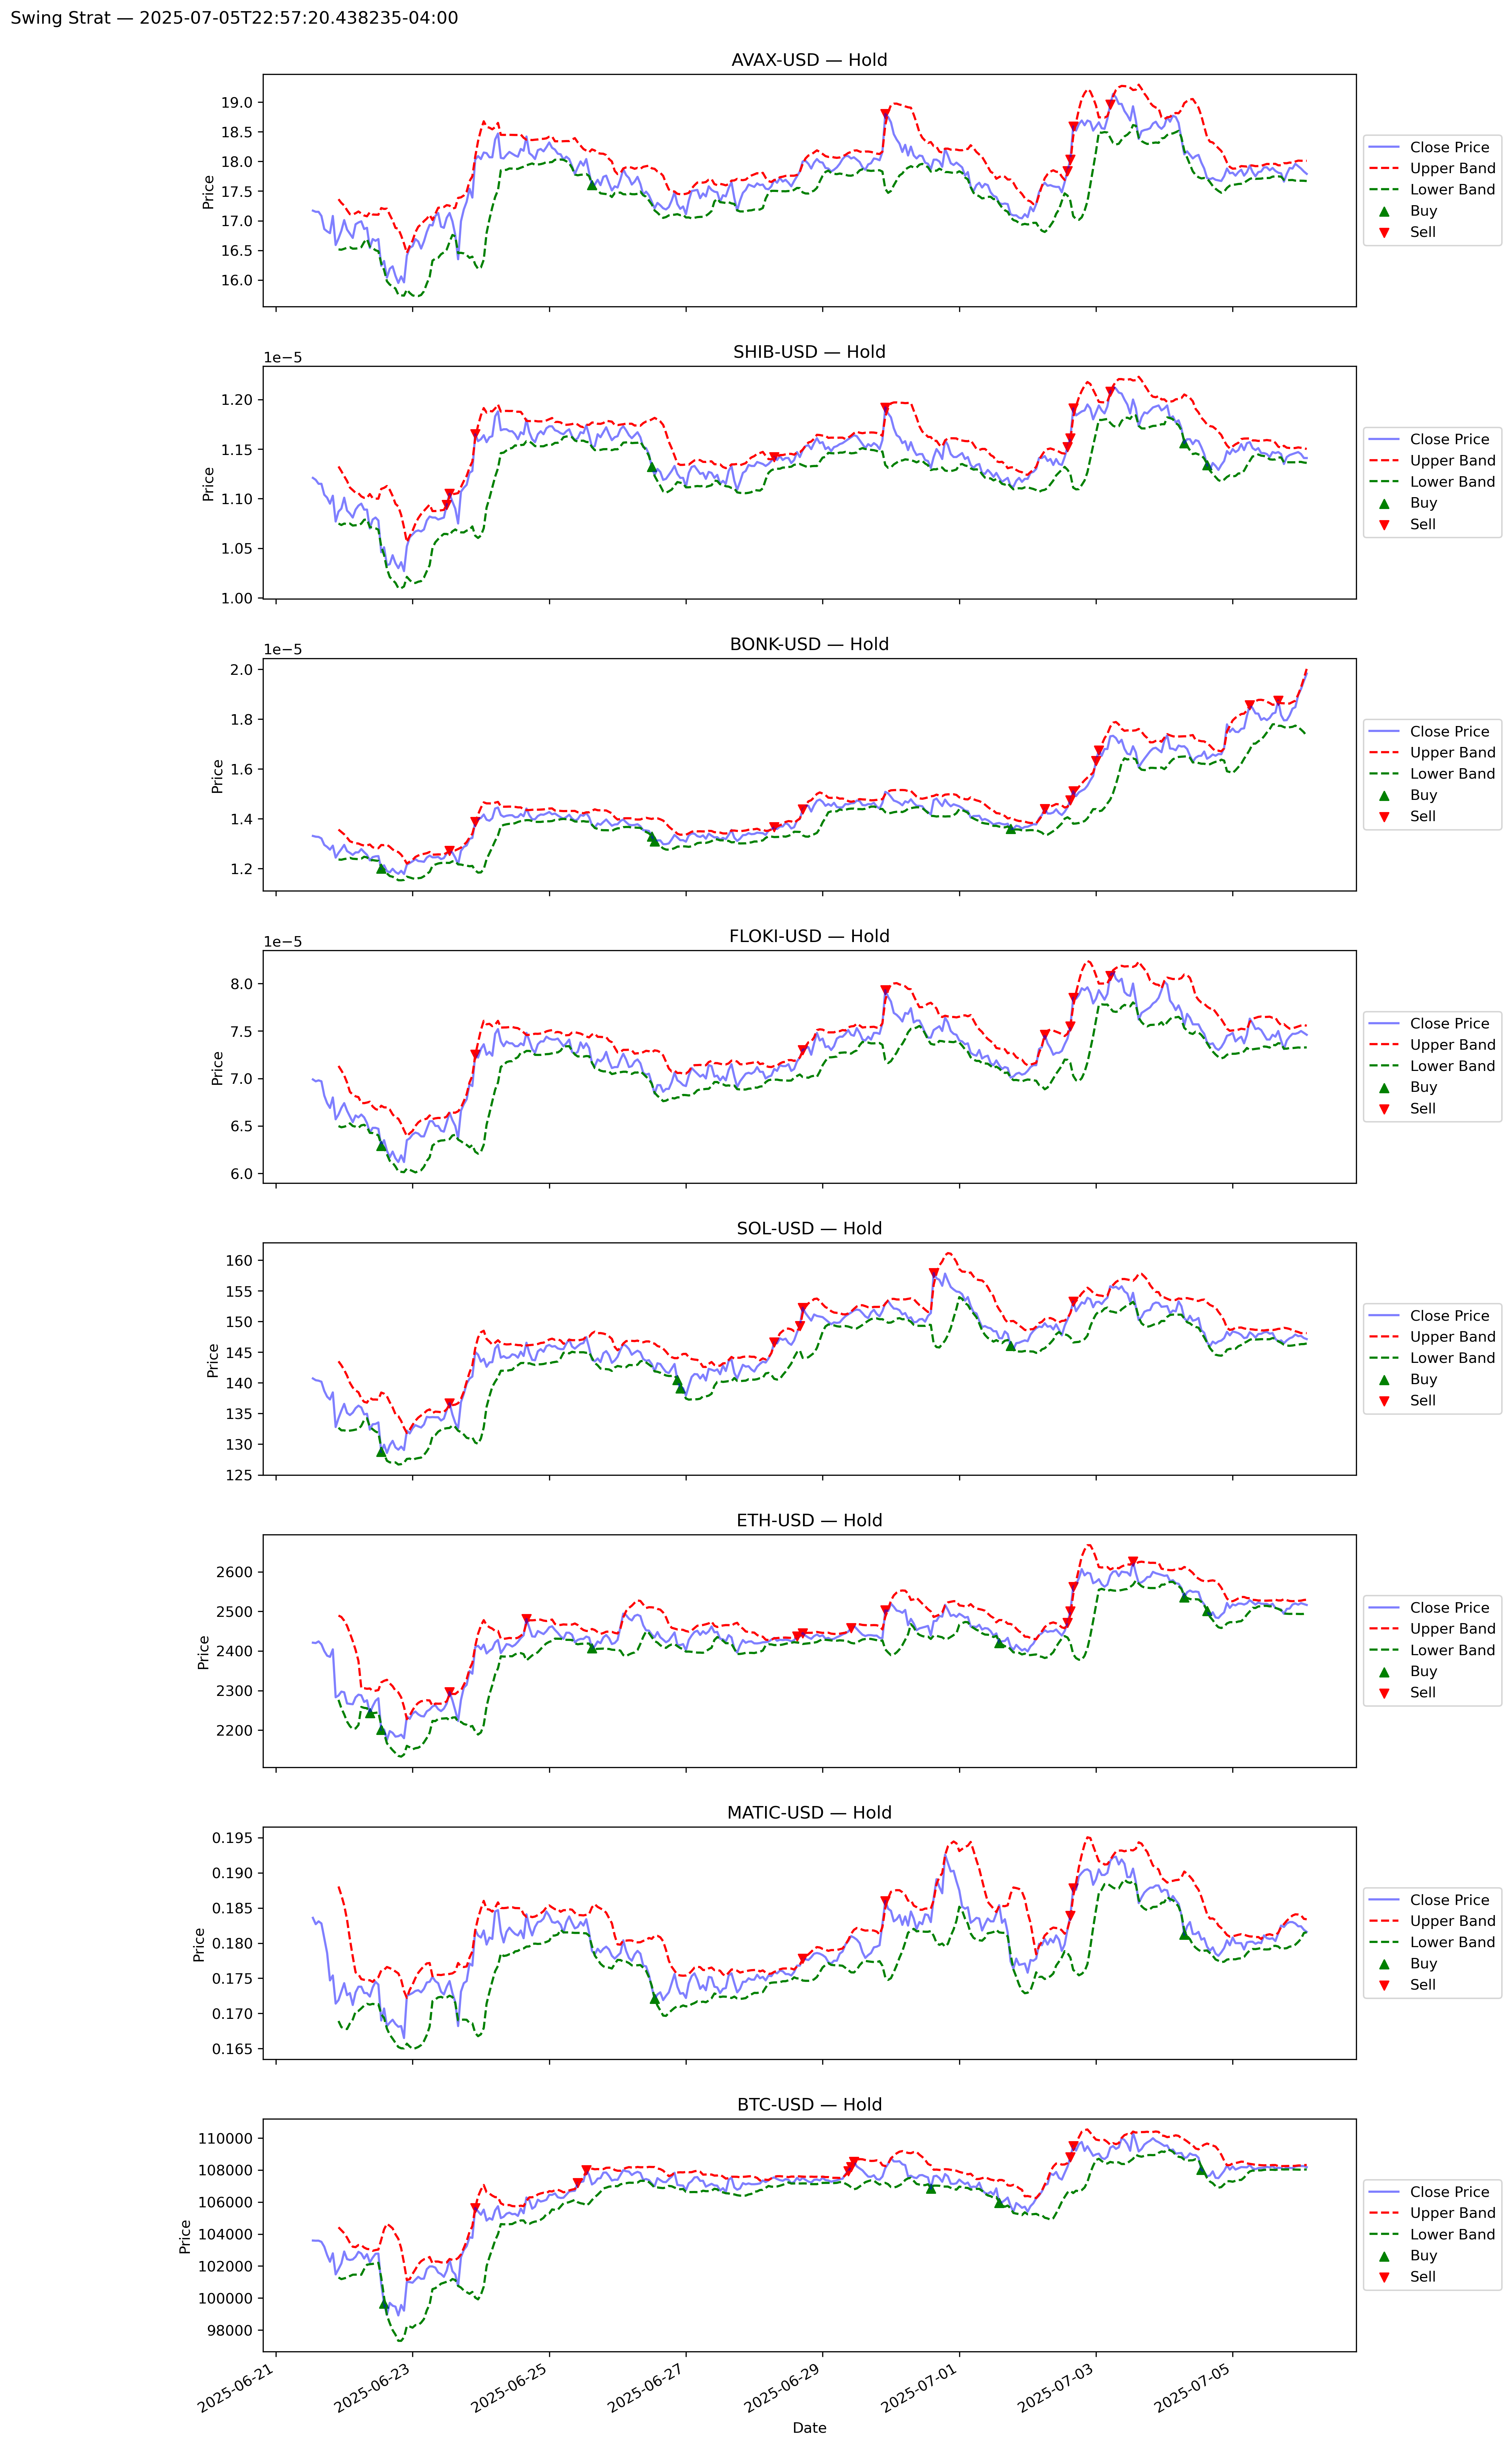 Swing Strat — 2025-07-05T22:57:20.438235-04:00
AVAX-USD — Hold
19.0
18.5
18.0
17.5
17.0
16.5
16.0
Price
Close Price
Upper Band
Lower Band
Buy
Sell
SHIB-USD — Hold
1e−5
1.20
1.15
1.10
1.05
1.00
Price
Close Price
Upper Band
Lower Band
Buy
Sell
BONK-USD — Hold
1e−5
2.0
1.8
1.6
1.4
1.2
Price
Close Price
Upper Band
Lower Band
Buy
Sell
FLOKI-USD — Hold
1e−5
8.0
7.5
7.0
6.5
6.0
Price
Close Price
Upper Band
Lower Band
Buy
Sell
SOL-USD — Hold
160
155
150
145
140
135
130
125
Price
Close Price
Upper Band
Lower Band
Buy
Sell
ETH-USD — Hold
2600
2500
2400
2300
2200
Price
Close Price
Upper Band
Lower Band
Buy
Sell
MATIC-USD — Hold
0.195
0.190
0.185
0.180
0.175
0.170
0.165
Price
Close Price
Upper Band
Lower Band
Buy
Sell
BTC-USD — Hold
110000
108000
106000
104000
102000
100000
98000
Price
Close Price
Upper Band
Lower Band
Buy
Sell
2025-06-21
2025-06-23
2025-06-25
2025-06-27
2025-06-29
2025-07-01
2025-07-03
2025-07-05
Date